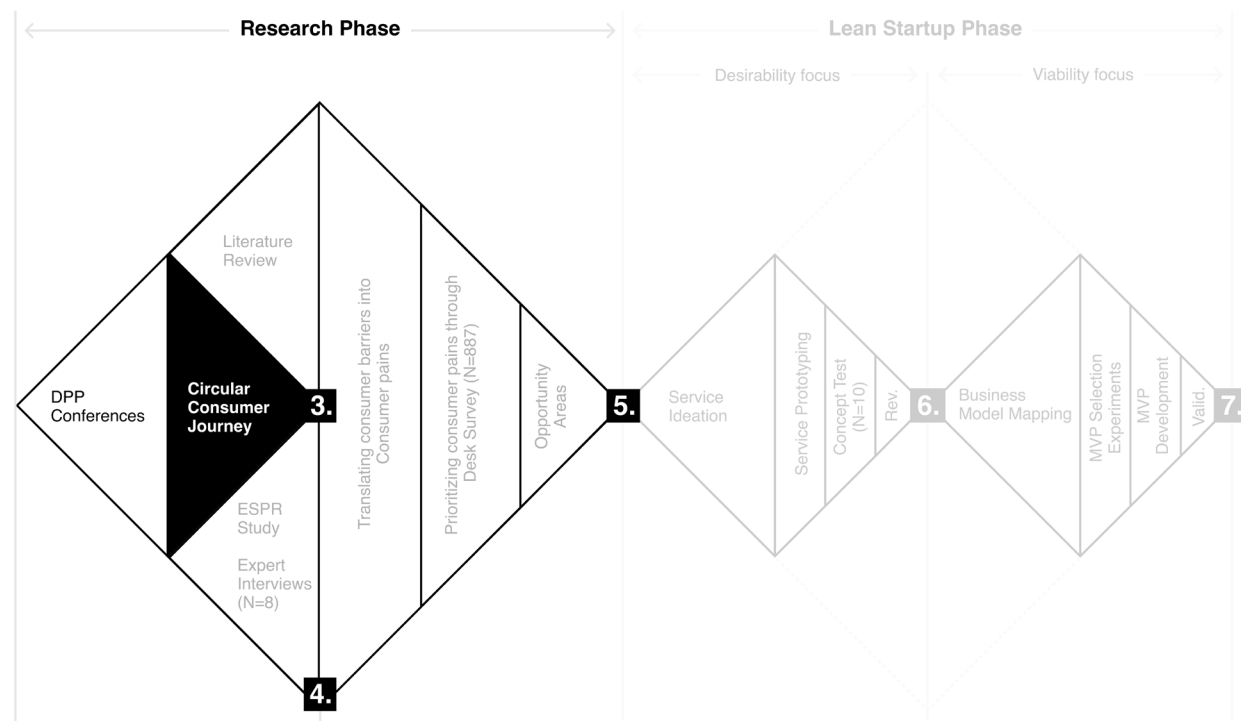 Research Phase
Lean Startup Phase
Desirability focus
Viability focus
Literature
Review
DPP
Conferences
Circular
Consumer
Journey
3.
ESPR
Study
Expert
Interviews
(N=8)
4.
Translating consumer barriers into
Consumer pains
Prioritizing consumer pains through
Desk Survey (N=887)
Opportunity
Areas
5.
Service
Ideation
Service Prototyping
Concept Test
(N=10)
Rev.
6.
Business
Model Mapping
MVP Selection
Experiments
MVP
Development
Valid.
7.